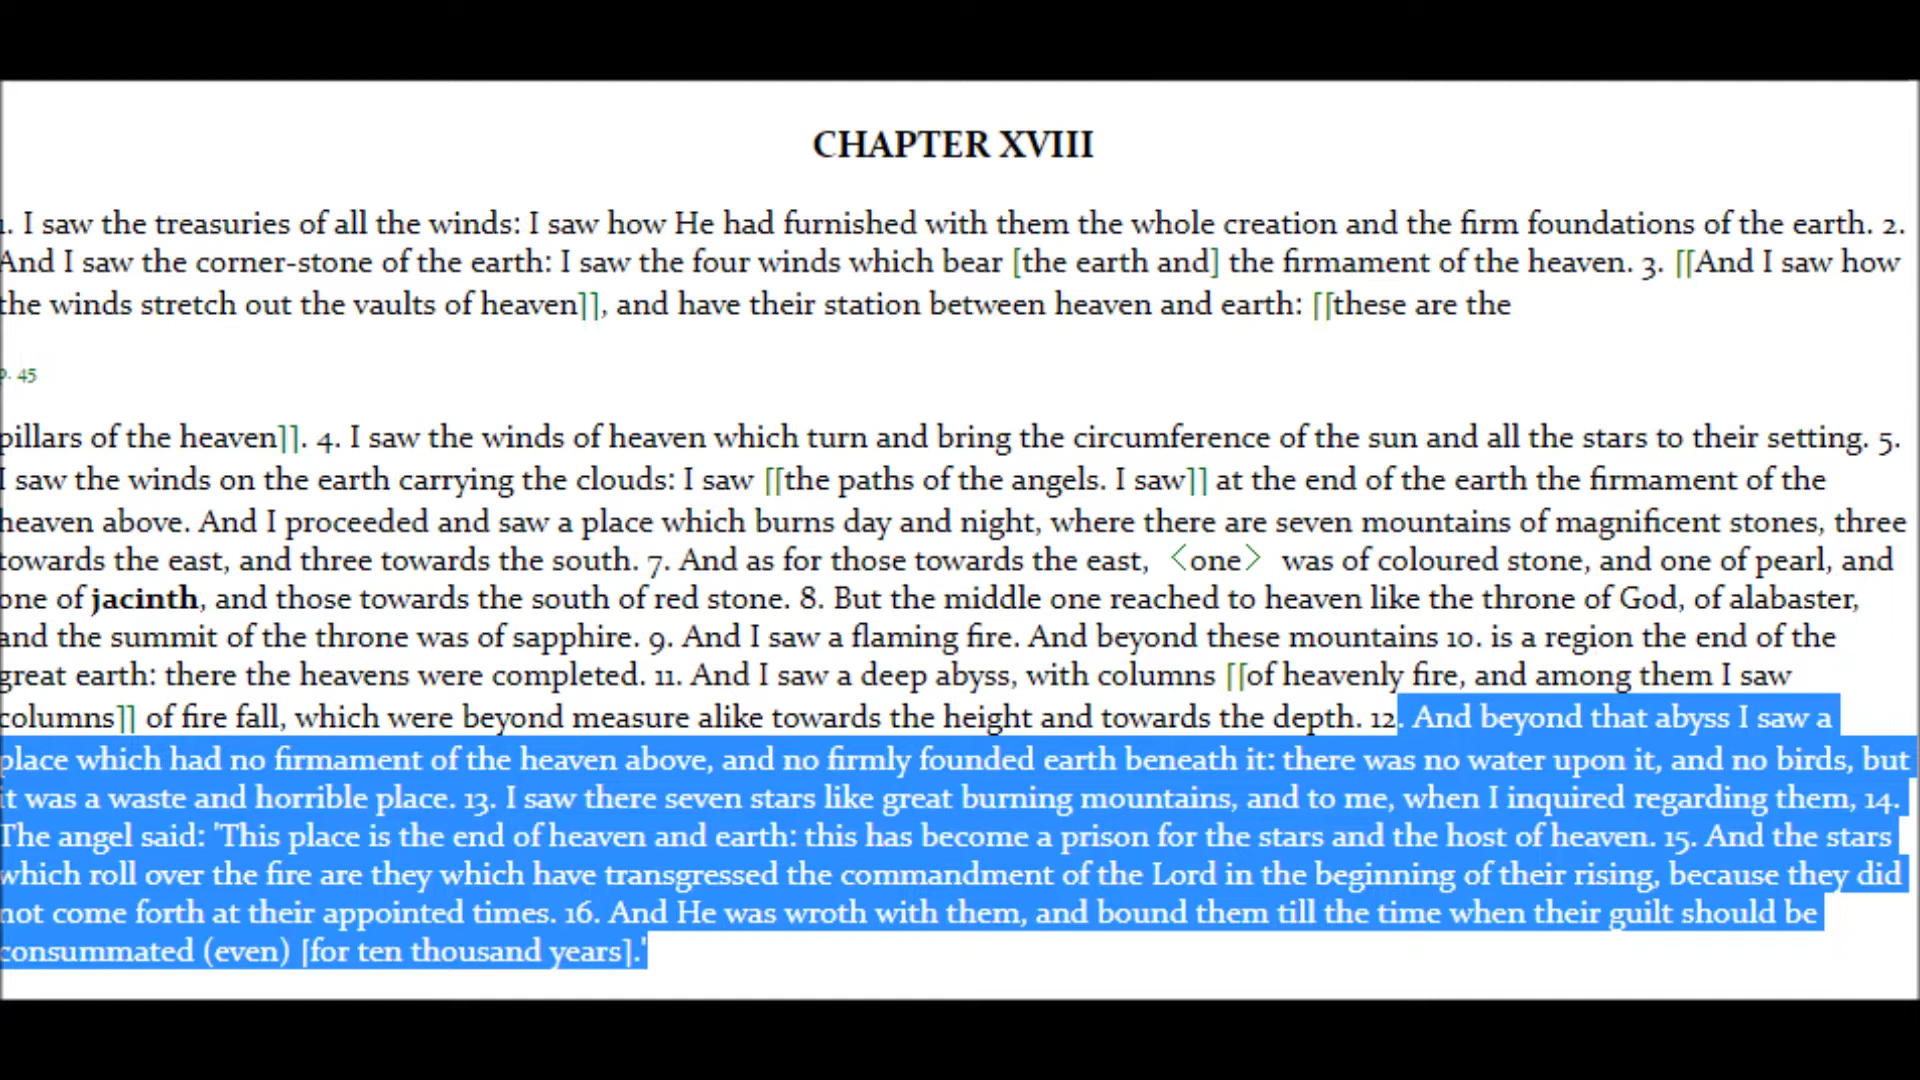 CHAPTER XVIII
1. I saw the treasuries of all the winds: I saw how He had furnished with them the whole creation and the firm foundations of the earth. 2.
And I saw the corner-stone of the earth: I saw the four winds which bear [the earth and] the firmament of the heaven. 3. [[And I saw how
the winds stretch out the vaults of heaven]], and have their station between heaven and earth: [[these are the
p. 45
pillars of the heaven]]. 4. I saw the winds of heaven which turn and bring the circumference of the sun and all the stars to their setting. 5.
I saw the winds on the earth carrying the clouds: I saw [[the paths of the angels. I saw]] at the end of the earth the firmament of the
heaven above. And I proceeded and saw a place which burns day and night, where there are seven mountains of magnificent stones, three
towards the east, and three towards the south. 7. And as for those towards the east, <one> was of coloured stone, and one of pearl, and
one of jacinth, and those towards the south of red stone. 8. But the middle one reached to heaven like the throne of God, of alabaster,
and the summit of the throne was of sapphire. 9. And I saw a flaming fire. And beyond these mountains 10. is a region the end of the
great earth: there the heavens were completed. 11. And I saw a deep abyss, with columns [[of heavenly fire, and among them I saw
columns]] of fire fall, which were beyond measure alike towards the height and towards the depth. 12. And beyond that abyss I saw a
place which had no firmament of the heaven above, and no firmly founded earth beneath it: there was no water upon it, and no birds, but
it was a waste and horrible place. 13. I saw there seven stars like great burning mountains, and to me, when I inquired regarding them, 14.
The angel said: 'This place is the end of heaven and earth: this has become a prison for the stars and the host of heaven. 15. And the stars
which roll over the fire are they which have transgressed the commandment of the Lord in the beginning of their rising, because they did
not come forth at their appointed times. 16. And He was wroth with them, and bound them till the time when their guilt should be
consummated (even) [for ten thousand years].'